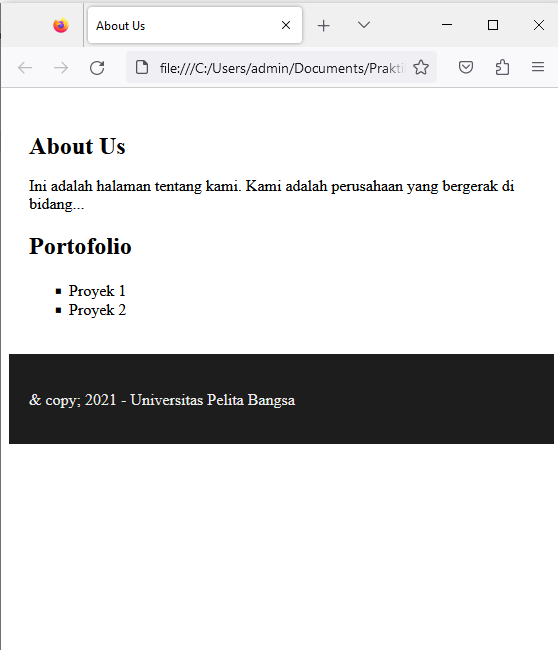 About Us
file:///C:/Users/admin/Documents/Prakti
About Us
Ini adalah halaman tentang kami. Kami adalah perusahaan yang bergerak di
bidang...
Portofolio
Proyek 1
Proyek 2
& copy; 2021 - Universitas Pelita Bangsa